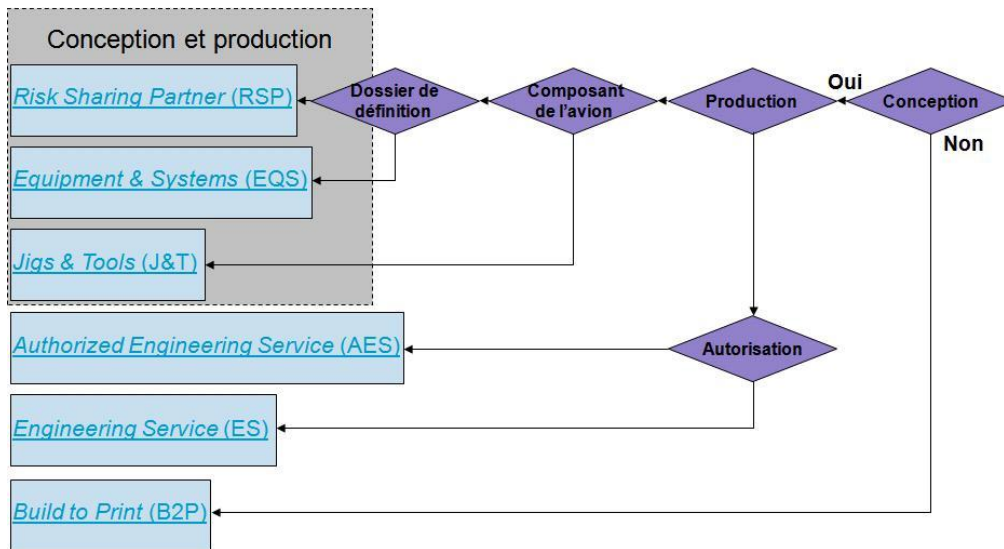 Conception et production
Risk Sharing Partner (RSP)
Dossier de
définition
Composant
de l'avion
Production
Oui
Conception
Non
Equipment & Systems (EQS)
Jigs & Tools (J&T)
Authorized Engineering Service (AES)
Autorisation
Engineering Service (ES)
Build to Print (B2P)